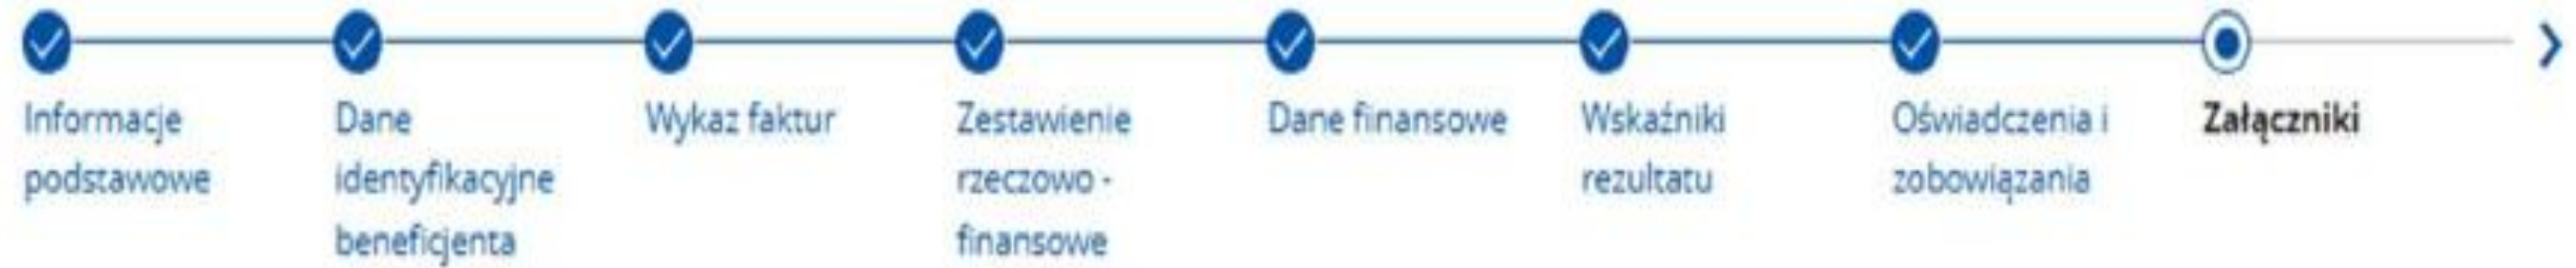 Informacje
podstawowe
Dane
identyfikacyjne
beneficjenta
Wykaz faktur
Zestawienie
rzeczowo -
finansowe
Dane finansowe
Wskaźniki
rezultatu
Oświadczenia i
zobowiązania
Załączniki